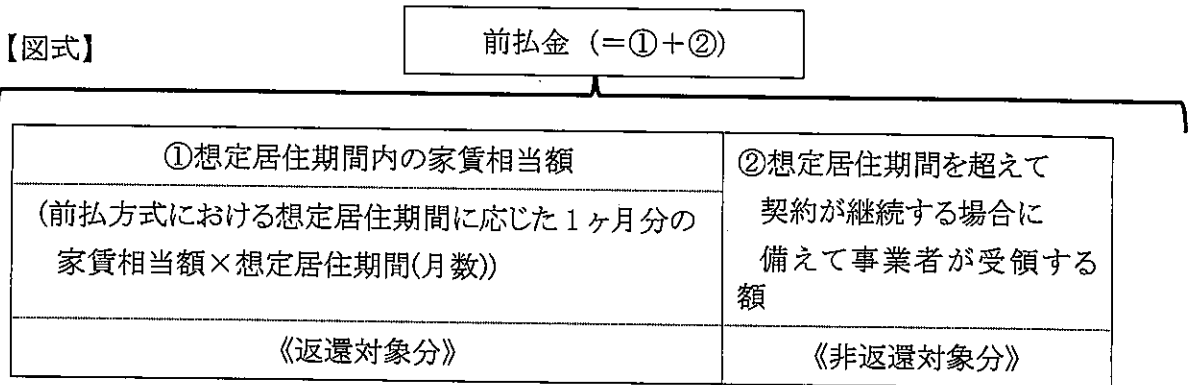 【図式】
前払金 (=①+②)
①想定居住期間内の家賃相当額
(前払方式における想定居住期間に応じた1ヶ月分の
家賃相当額×想定居住期間(月数))
《返還対象分》
②想定居住期間を超えて
契約が継続する場合に
備えて事業者が受領する
額
《非返還対象分》